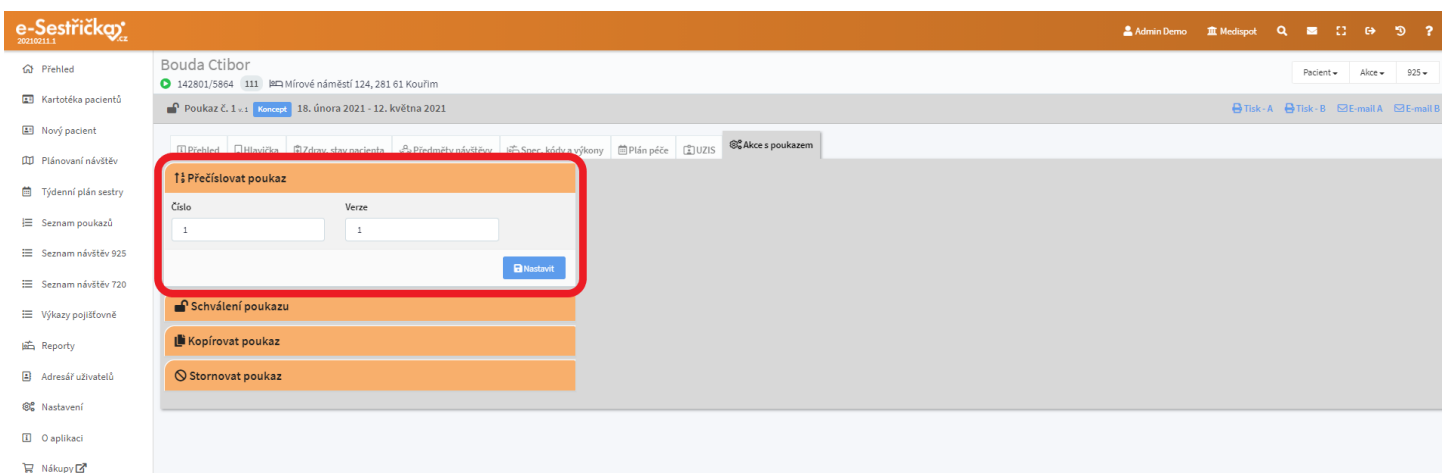 e-Sestřička.cz
20210211.1
Admin Demo Medispot
Přehled
Kartotéka pacientů
Nový pacient
Plánovaní návštěv
Týdenní plán sestry
Seznam poukazů
Seznam návštěv 925
Seznam návštěv 720
Výkazy pojišťovně
Reporty
Adresář uživatelů
Nastavení
O aplikaci
Nákupy
Bouda Ctibor
142801/5864 111 Mírové náměstí 124, 281 61 Kouřim
Pacient Akce 925
Poukaz č. 1 v. 1 Koncept 18. února 2021 - 12. května 2021
Tisk - A Tisk - B E-mail A E-mail B
Přehled Hlavička Zdrav. stav pacienta Předměty návštěvy Spec. kódy a výkony Plán péče UZIS Akce s poukazem
Přečíslovat poukaz
Číslo Verze
1 1
Nastavit
Schválení poukazu
Kopírovat poukaz
Stornovat poukaz